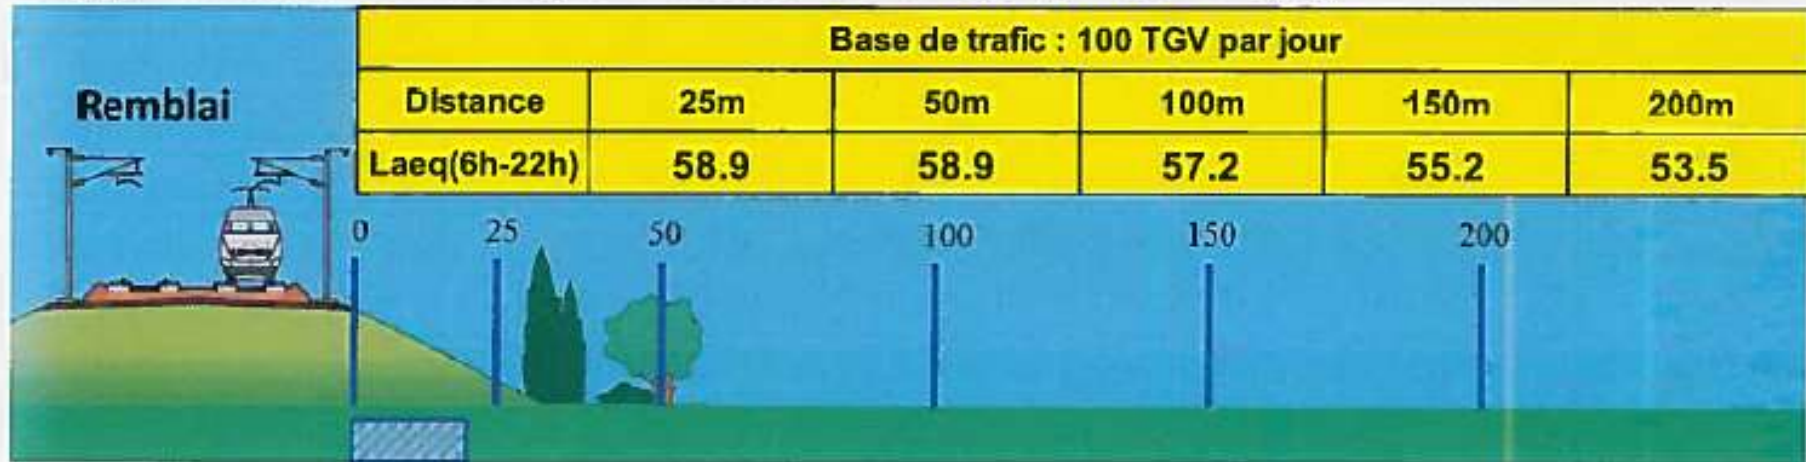 Base de trafic : 100 TGV par jour
Remblai
Distance 25m 50m 100m 150m 200m
Laeq(6h-22h) 58.9 58.9 57.2 55.2 53.5
0 25 50 100 150 200